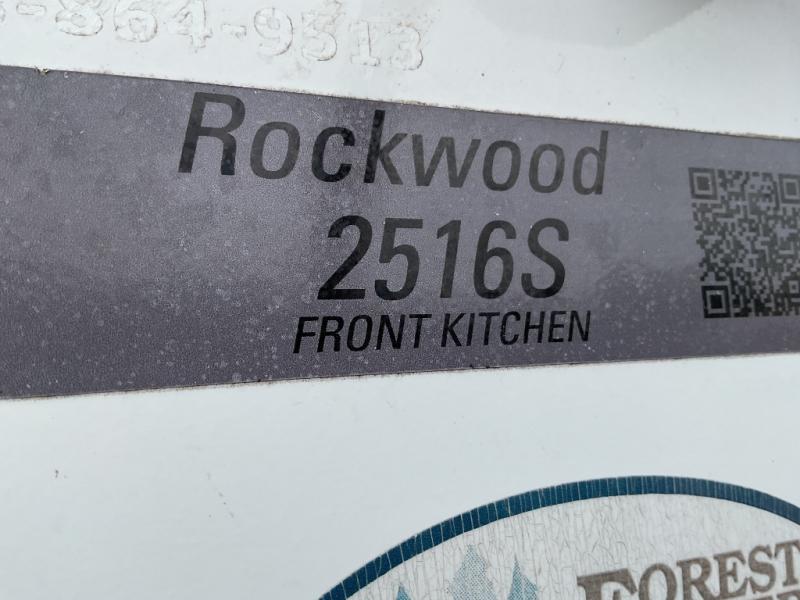 -864-9513
Rockwood
2516S
FRONT KITCHEN
FOREST